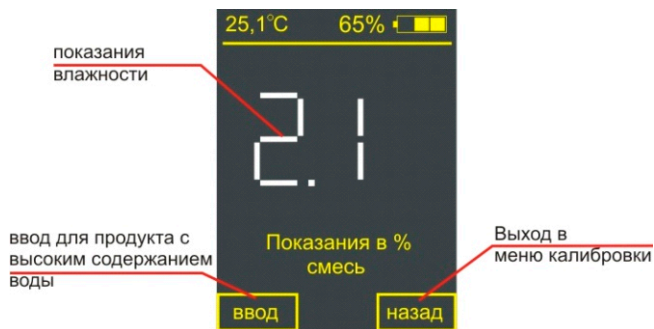 25,1°C 65%
показания
влажности
2.1
ввод для продукта с
высоким содержанием
воды
Показания в %
смесь
Выход в
меню калибровки
ввод
назад